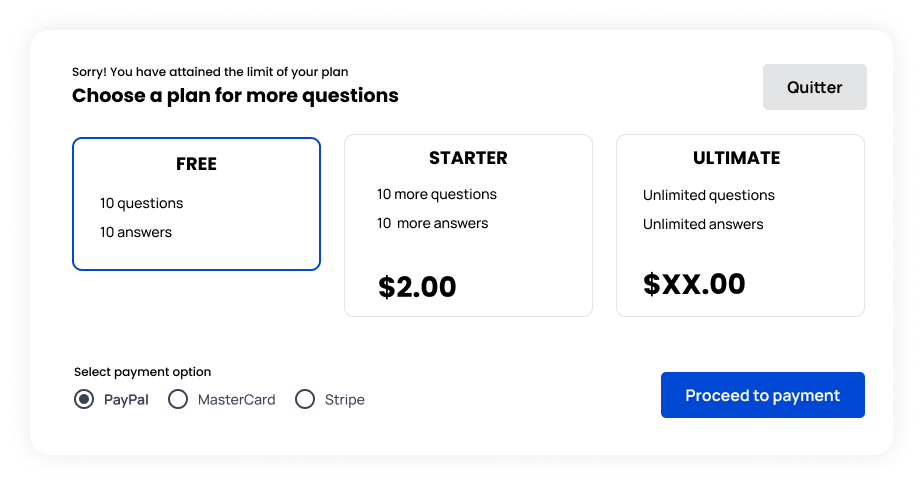 Sorry! You have attained the limit of your plan
Choose a plan for more questions
Quitter
FREE
10 questions
10 answers
STARTER
10 more questions
10  more answers
$2.00
ULTIMATE
Unlimited questions
Unlimited answers
$XX.00
Select payment option
PayPal
MasterCard
Stripe
Proceed to payment